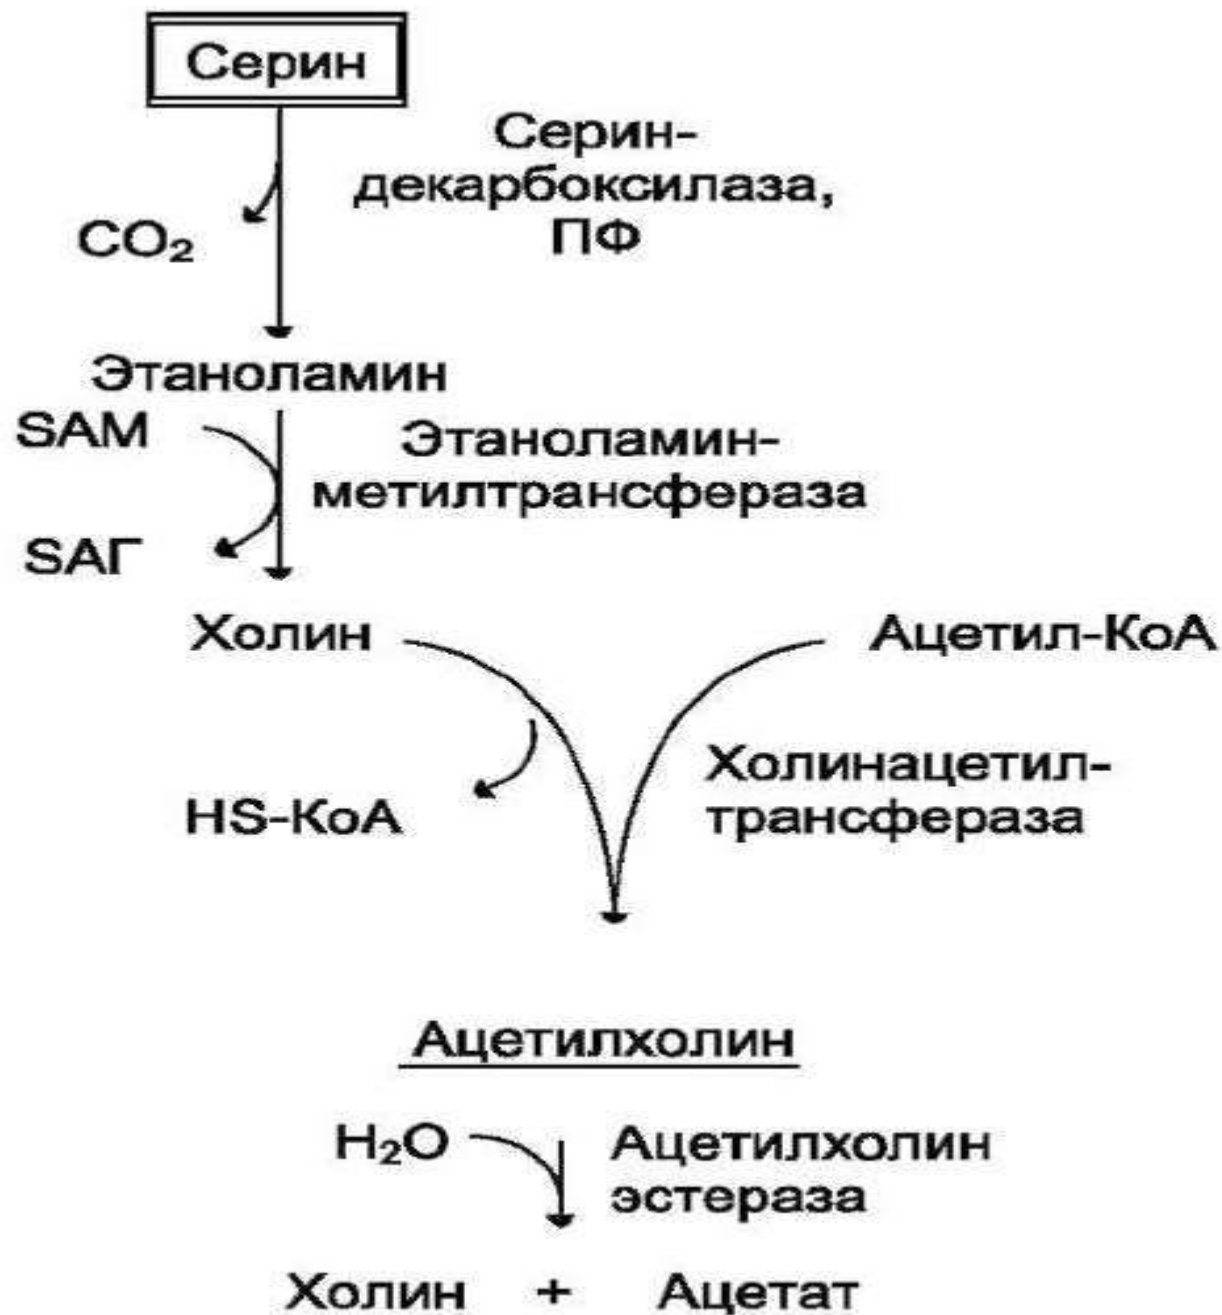 Серин
Серин-
декарбоксилаза,
ПФ
CO₂
Этаноламин
SAM
Этаноламин-
метилтрансфераза
SАГ
Холин
Ацетил-КоА
Холинацетил-
трансфераза
HS-КоА
Ацетилхолин
H₂O
Ацетилхолин
эстераза
Холин + Ацетат